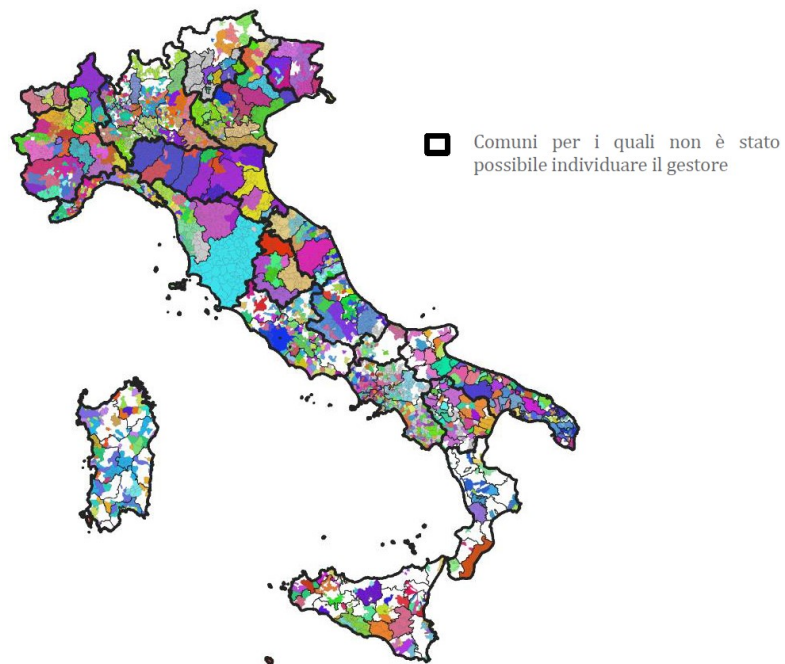 Comuni per i quali non è stato
possibile individuare il gestore